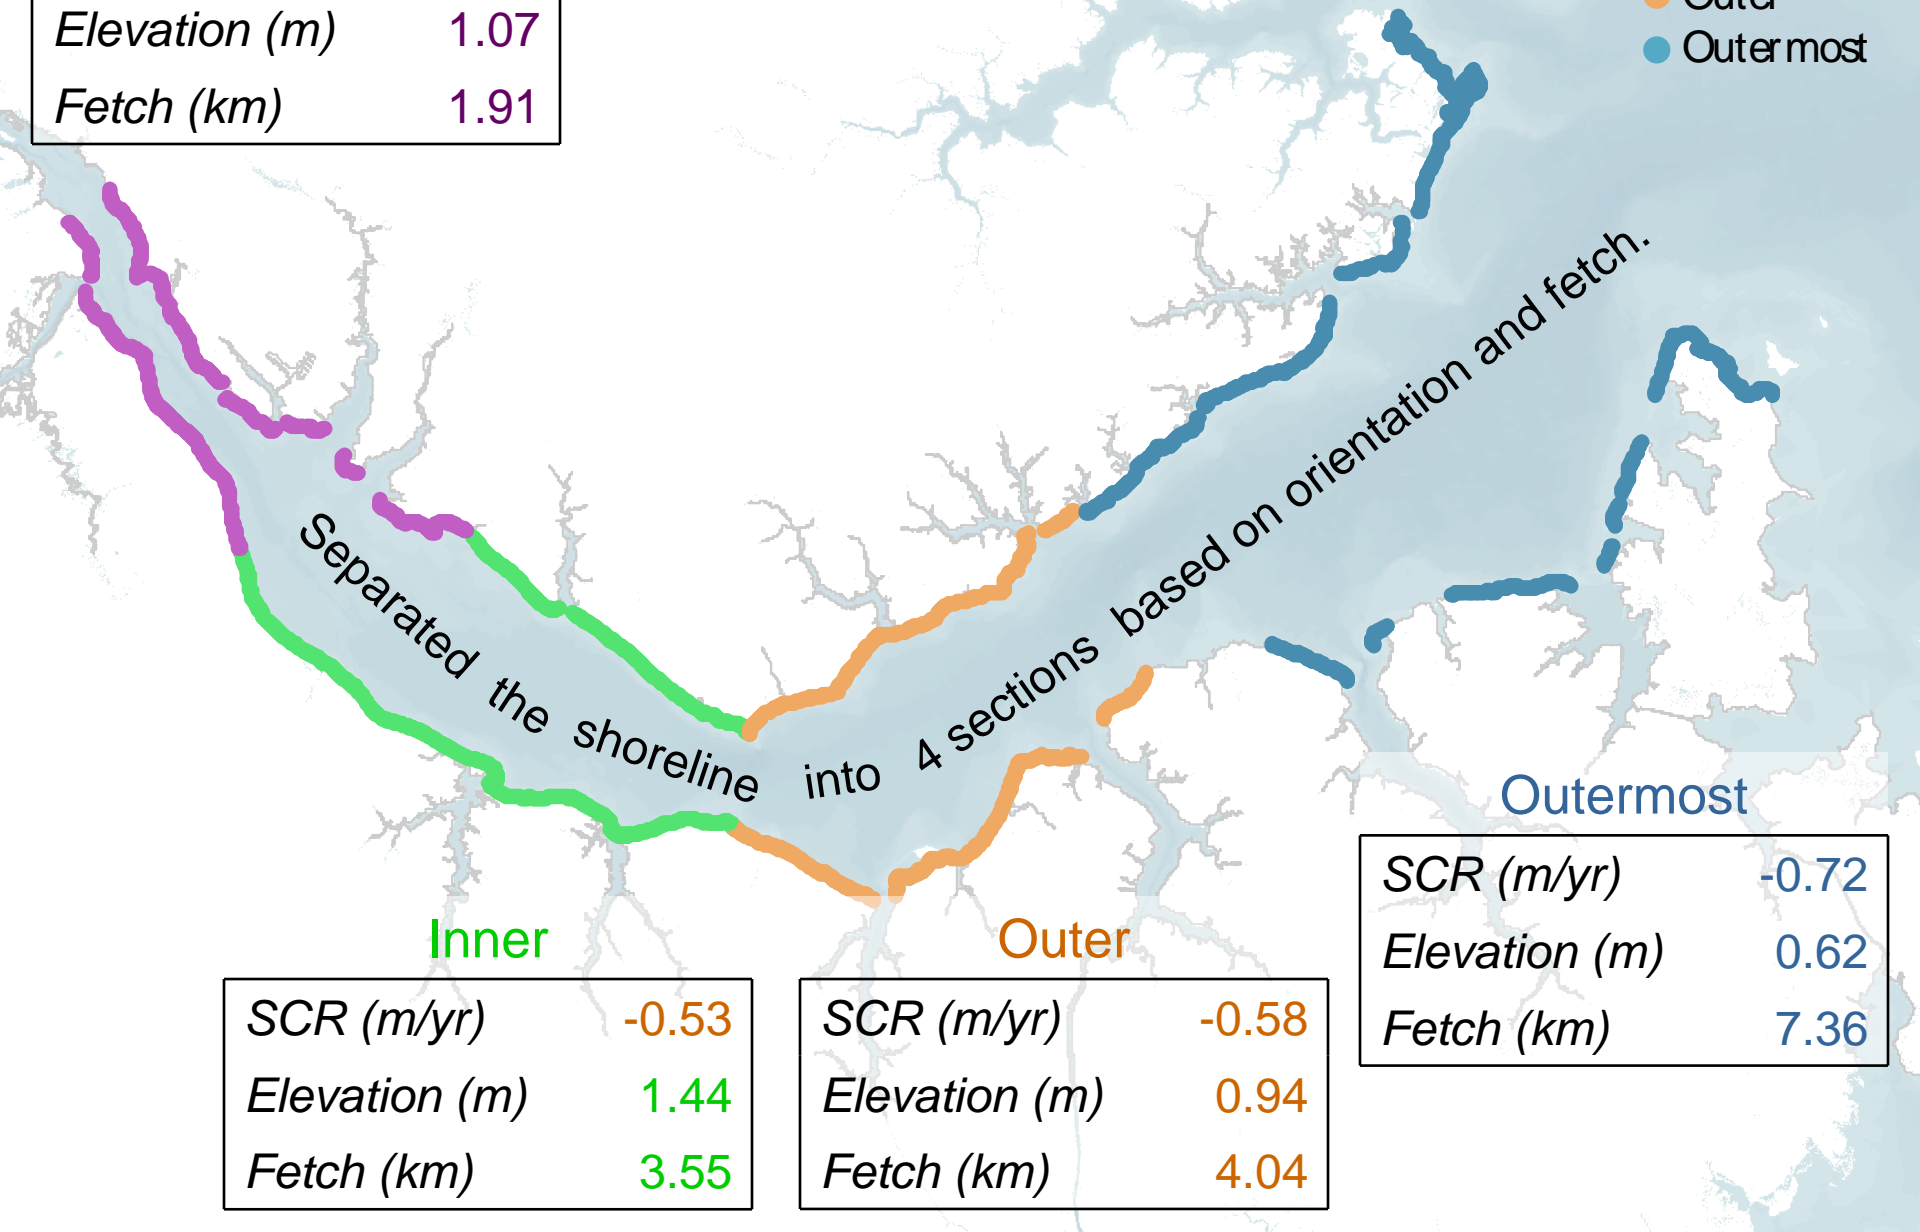 Elevation (m) 1.07
Fetch (km) 1.91
Outer
Outermost
Separated the shoreline into 4 sections based on orientation and fetch.
Outermost
SCR (m/yr) -0.72
Elevation (m) 0.62
Fetch (km) 7.36
Inner
SCR (m/yr) -0.53
Elevation (m) 1.44
Fetch (km) 3.55
Outer
SCR (m/yr) -0.58
Elevation (m) 0.94
Fetch (km) 4.04